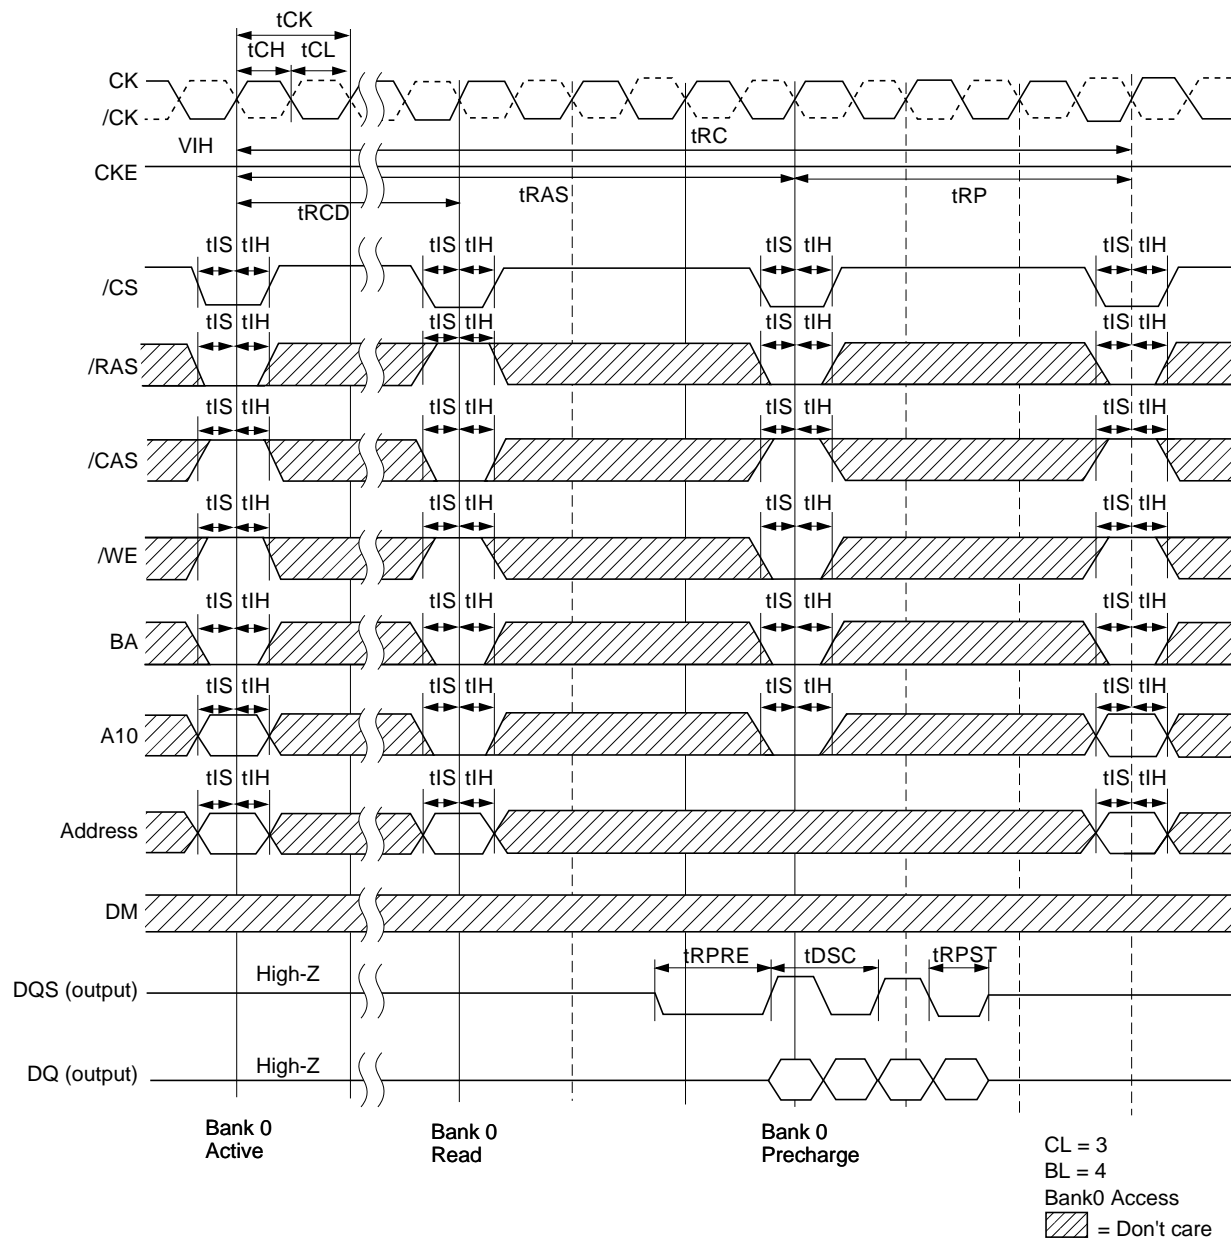 tCK
tCH tCL
CK
/CK
VIH
tRC
CKE
tRAS
tRP
tRCD
tIS tIH tIS tIH tIS tIH tIS tIH
/CS
tIS tIH tIS tIH tIS tIH tIS tIH
/RAS
tIS tIH tIS tIH tIS tIH tIS tIH
/CAS
tIS tIH tIS tIH tIS tIH tIS tIH
/WE
tIS tIH tIS tIH tIS tIH tIS tIH
BA
tIS tIH tIS tIH tIS tIH tIS tIH
A10
tIS tIH tIS tIH tIS tIH
Address
DM
tRPRE tDSC tRPST
High-Z
DQS (output)
High-Z
DQ (output)
Bank 0
Active
Bank 0
Read
Bank 0
Precharge
CL = 3
BL = 4
Bank0 Access
= Don't care